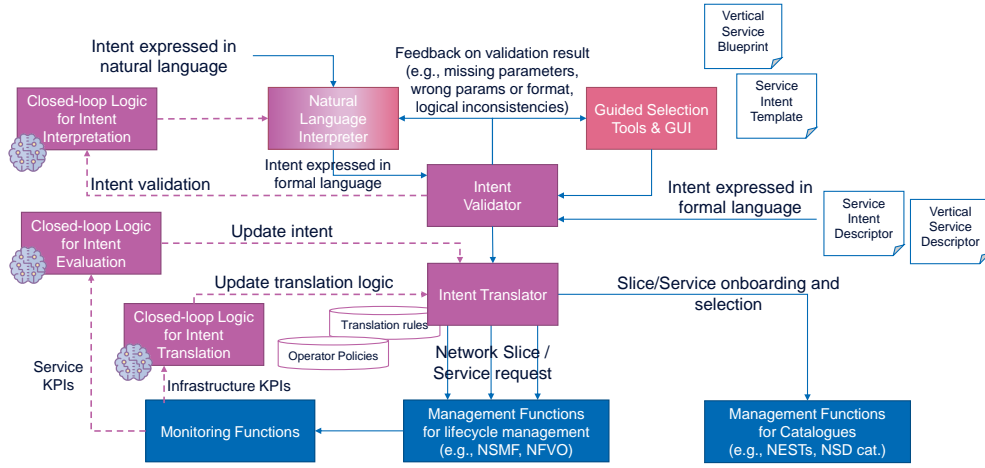 Intent expressed in
natural language
Feedback on validation result
(e.g., missing parameters,
wrong params or format,
logical inconsistencies)
Vertical
Service
Blueprint
Service
Intent
Template
Closed-loop Logic
for Intent
Interpretation
Natural
Language
Interpreter
Guided Selection
Tools & GUI
Intent expressed in
formal language
Intent validation
Intent
Validator
Intent expressed in
formal language
Service
Intent
Descriptor
Vertical
Service
Descriptor
Closed-loop Logic
for Intent
Evaluation
Update intent
Update translation logic
Intent Translator
Slice/Service onboarding and
selection
Closed-loop Logic
for Intent
Translation
Translation rules
Operator Policies
Network Slice /
Service request
Service
KPIs
Infrastructure KPIs
Monitoring Functions
Management Functions
for lifecycle management
(e.g., NSMF, NFVO)
Management Functions
for Catalogues
(e.g., NESTs, NSD cat.)